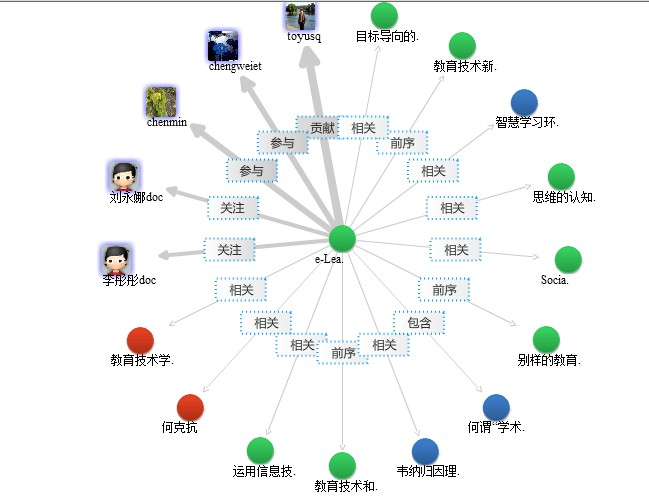 toyusq
目标导向的.
chengweiet
教育技术新.
chenmin
智慧学习环.
贡献
相关
参与
前序
参与
相关
刘永娜doc
思维的认知.
关注
相关
e-Lea.
关注
相关
李彤彤doc
Socia.
相关
前序
相关
包含
相关
前序
相关
教育技术学.
别样的教育.
何克抗
何谓“学术.
运用信息技.
教育技术和.
韦纳归因理.